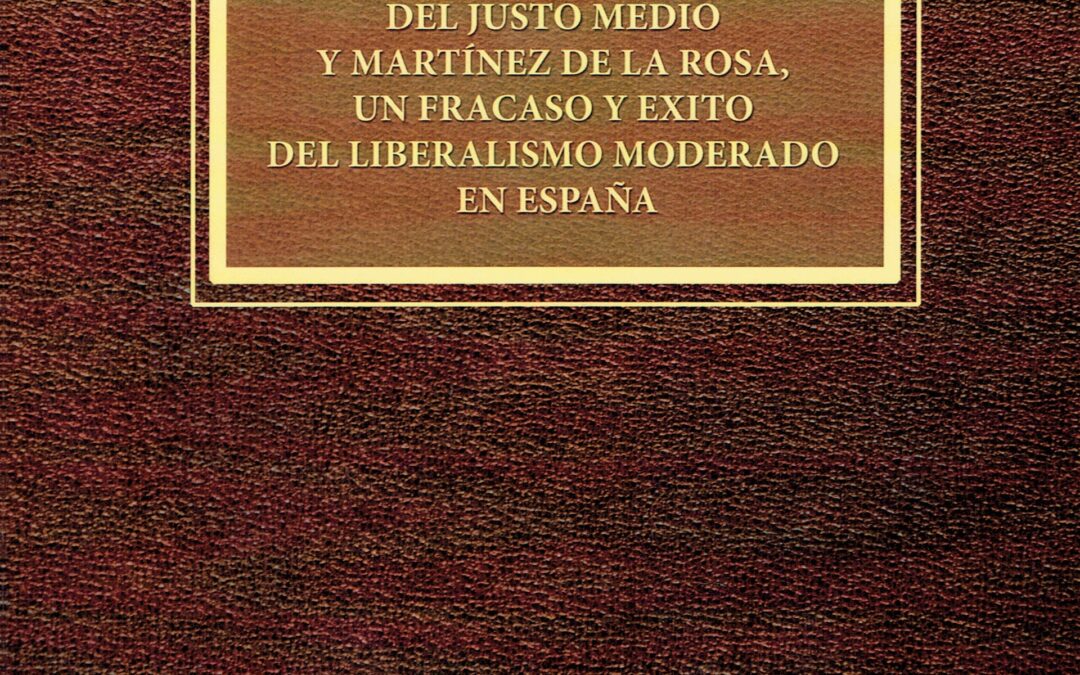 DEL JUSTO MEDIO
Y MARTÍNEZ DE LA ROSA,
UN FRACASO Y EXITO
DEL LIBERALISMO MODERADO
EN ESPAÑA